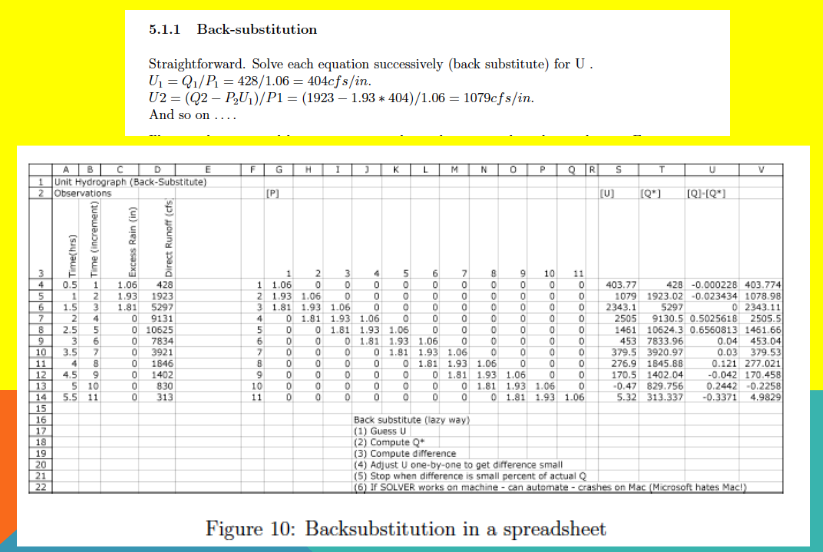 5.1.1 Back-substitution
Straightforward. Solve each equation successively (back substitute) for U .
U₁ = Q₁/P₁ = 428/1.06 = 404cfs/in.
U2 = (Q2 − P₂U₁)/P1 = (1923 − 1.93 ∗ 404)/1.06 = 1079cfs/in.
And so on . . . .
A B C D E F G H I J K L M N O P Q R S T U V
1 Unit Hydrograph (Back-Substitute)
2 Observations [P] [U] [Q*] [Q]-[Q*]
3 Time(hrs) Time (increment) Excess Rain (in) Direct Runoff (cfs) 1 2 3 4 5 6 7 8 9 10 11
4 0.5 1 1.06 428 1 1.06 0 0 0 0 0 0 0 0 0 0 403.77 428 -0.000228 403.774
5 1 2 1.93 1923 2 1.93 1.06 0 0 0 0 0 0 0 0 0 1079 1923.02 -0.023434 1078.98
6 1.5 3 1.81 5297 3 1.81 1.93 1.06 0 0 0 0 0 0 0 0 2343.1 5297 0 2343.11
7 2 4 0 9131 4 0 1.81 1.93 1.06 0 0 0 0 0 0 0 2505 9130.5 0.5025618 2505.5
8 2.5 5 0 10625 5 0 0 1.81 1.93 1.06 0 0 0 0 0 0 1461 10624.3 0.6560813 1461.66
9 3 6 0 7834 6 0 0 0 1.81 1.93 1.06 0 0 0 0 0 453 7833.96 0.04 453.04
10 3.5 7 0 3921 7 0 0 0 0 1.81 1.93 1.06 0 0 0 0 379.5 3920.97 0.03 379.53
11 4 8 0 1846 8 0 0 0 0 0 1.81 1.93 1.06 0 0 0 276.9 1845.88 0.121 277.021
12 4.5 9 0 1402 9 0 0 0 0 0 0 1.81 1.93 1.06 0 0 170.5 1402.04 -0.042 170.458
13 5 10 0 830 10 0 0 0 0 0 0 0 1.81 1.93 1.06 0 -0.47 829.756 0.2442 -0.2258
14 5.5 11 0 313 11 0 0 0 0 0 0 0 0 1.81 1.93 1.06 5.32 313.337 -0.3371 4.9829
15
16 Back substitute (lazy way)
17 (1) Guess U
18 (2) Compute Q*
19 (3) Compute difference
20 (4) Adjust U one-by-one to get difference small
21 (5) Stop when difference is small percent of actual Q
22 (6) If SOLVER works on machine - can automate - crashes on Mac (Microsoft hates Mac!)
Figure 10: Backsubstitution in a spreadsheet